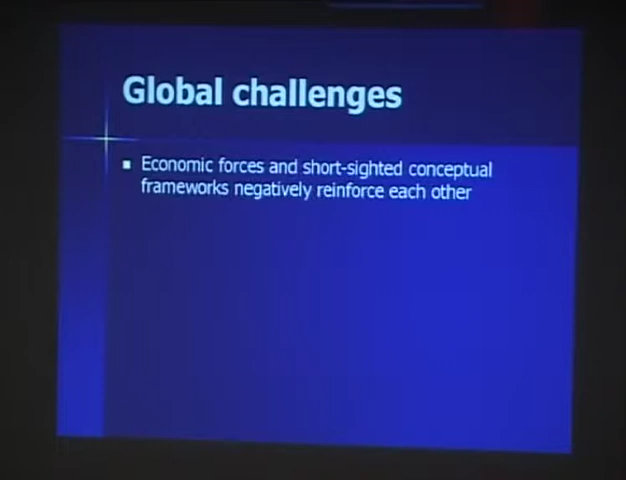 Global challenges
Economic forces and short-sighted conceptual
frameworks negatively reinforce each other